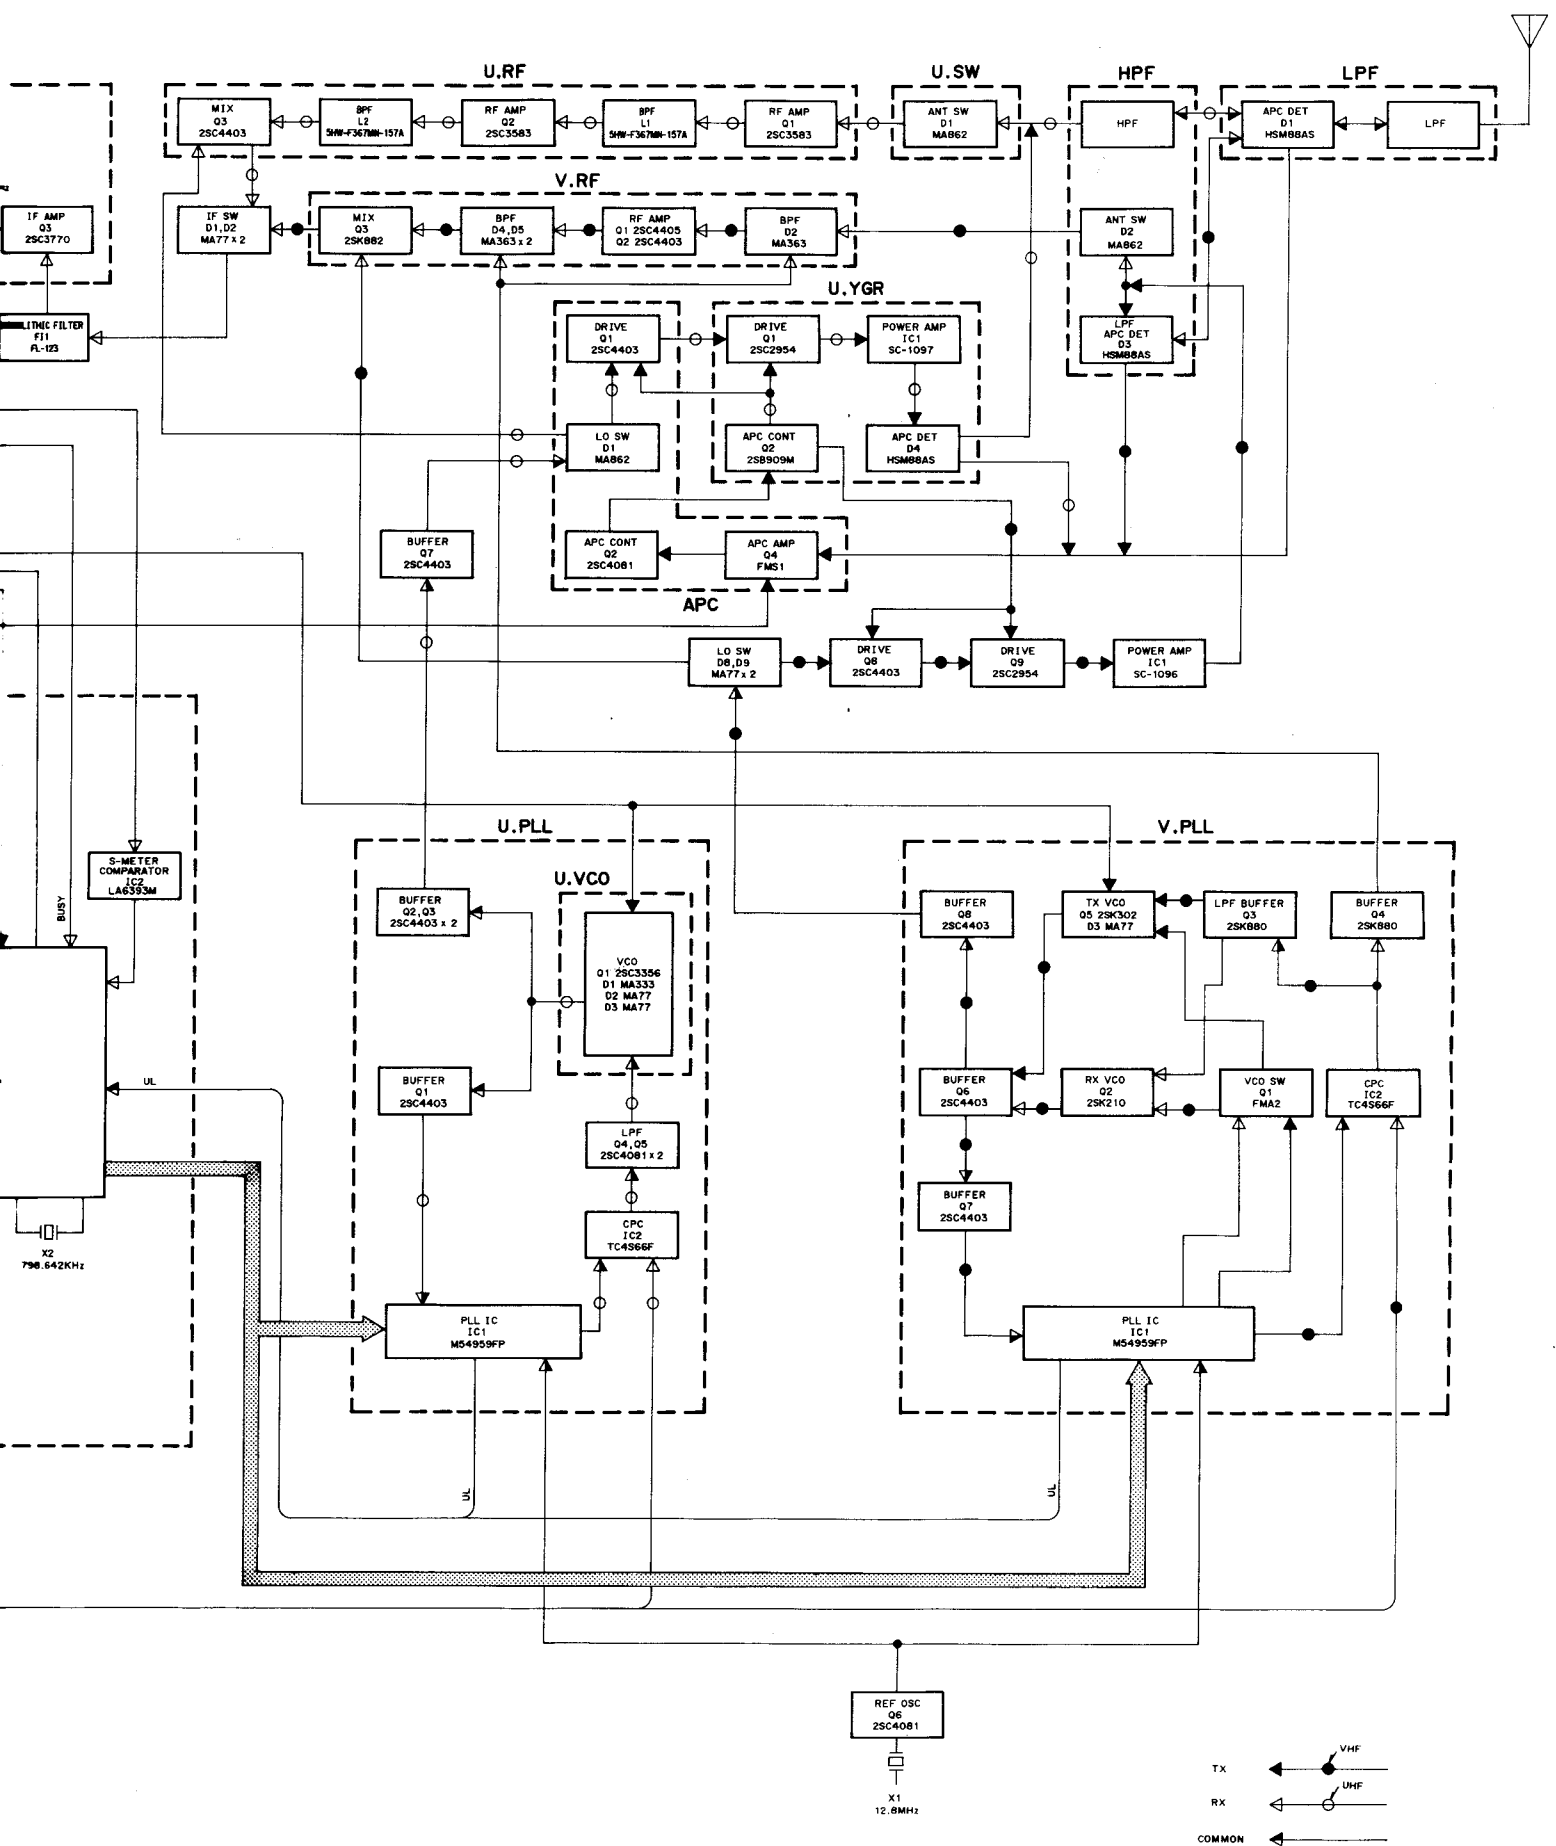 U.RF
U.SW
HPF
LPF
MIX
Q3
2SC4403
BPF
L2
5HW-F367MN-157A
RF AMP
Q2
2SC3583
BPF
L1
5HW-F367MN-157A
RF AMP
Q1
2SC3583
ANT SW
D1
MA862
HPF
APC DET
D1
HSM88AS
LPF
V.RF
IF AMP
Q3
2SC3770
IF SW
D1,D2
MA77 x 2
MIX
Q3
2SK882
BPF
D4,D5
MA363 x 2
RF AMP
Q1 2SC4405
Q2 2SC4403
BPF
D2
MA363
ANT SW
D2
MA862
LITHIC FILTER
FI1
FL-123
U.YGR
DRIVE
Q1
2SC4403
DRIVE
Q1
2SC2954
POWER AMP
IC1
SC-1097
LPF
APC DET
D3
HSM88AS
LO SW
D1
MA862
APC CONT
Q2
2SB909M
APC DET
D4
HSM88AS
BUFFER
Q7
2SC4403
APC CONT
Q2
2SC4081
APC AMP
Q4
FMS1
APC
LO SW
D8,D9
MA77 x 2
DRIVE
Q8
2SC4403
DRIVE
Q9
2SC2954
POWER AMP
IC1
SC-1096
U.PLL
V.PLL
S-METER
COMPARATOR
IC2
LA6393M
BUSY
U.VCO
BUFFER
Q2,Q3
2SC4403 x 2
VCO
Q1 2SC3356
D1 MA333
D2 MA77
D3 MA77
BUFFER
Q8
2SC4403
TX VCO
Q5 2SK302
D3 MA77
LPF BUFFER
Q3
2SK880
BUFFER
Q4
2SK880
UL
BUFFER
Q1
2SC4403
LPF
Q4,Q5
2SC4081 x 2
BUFFER
Q6
2SC4403
RX VCO
Q2
2SK210
VCO SW
Q1
FMA2
CPC
IC2
TC4S66F
BUFFER
Q7
2SC4403
CPC
IC2
TC4S66F
X2
798.642KHz
PLL IC
IC1
M54959FP
PLL IC
IC1
M54959FP
UL
UL
REF OSC
Q6
2SC4081
X1
12.8MHz
VHF
TX
UHF
RX
COMMON